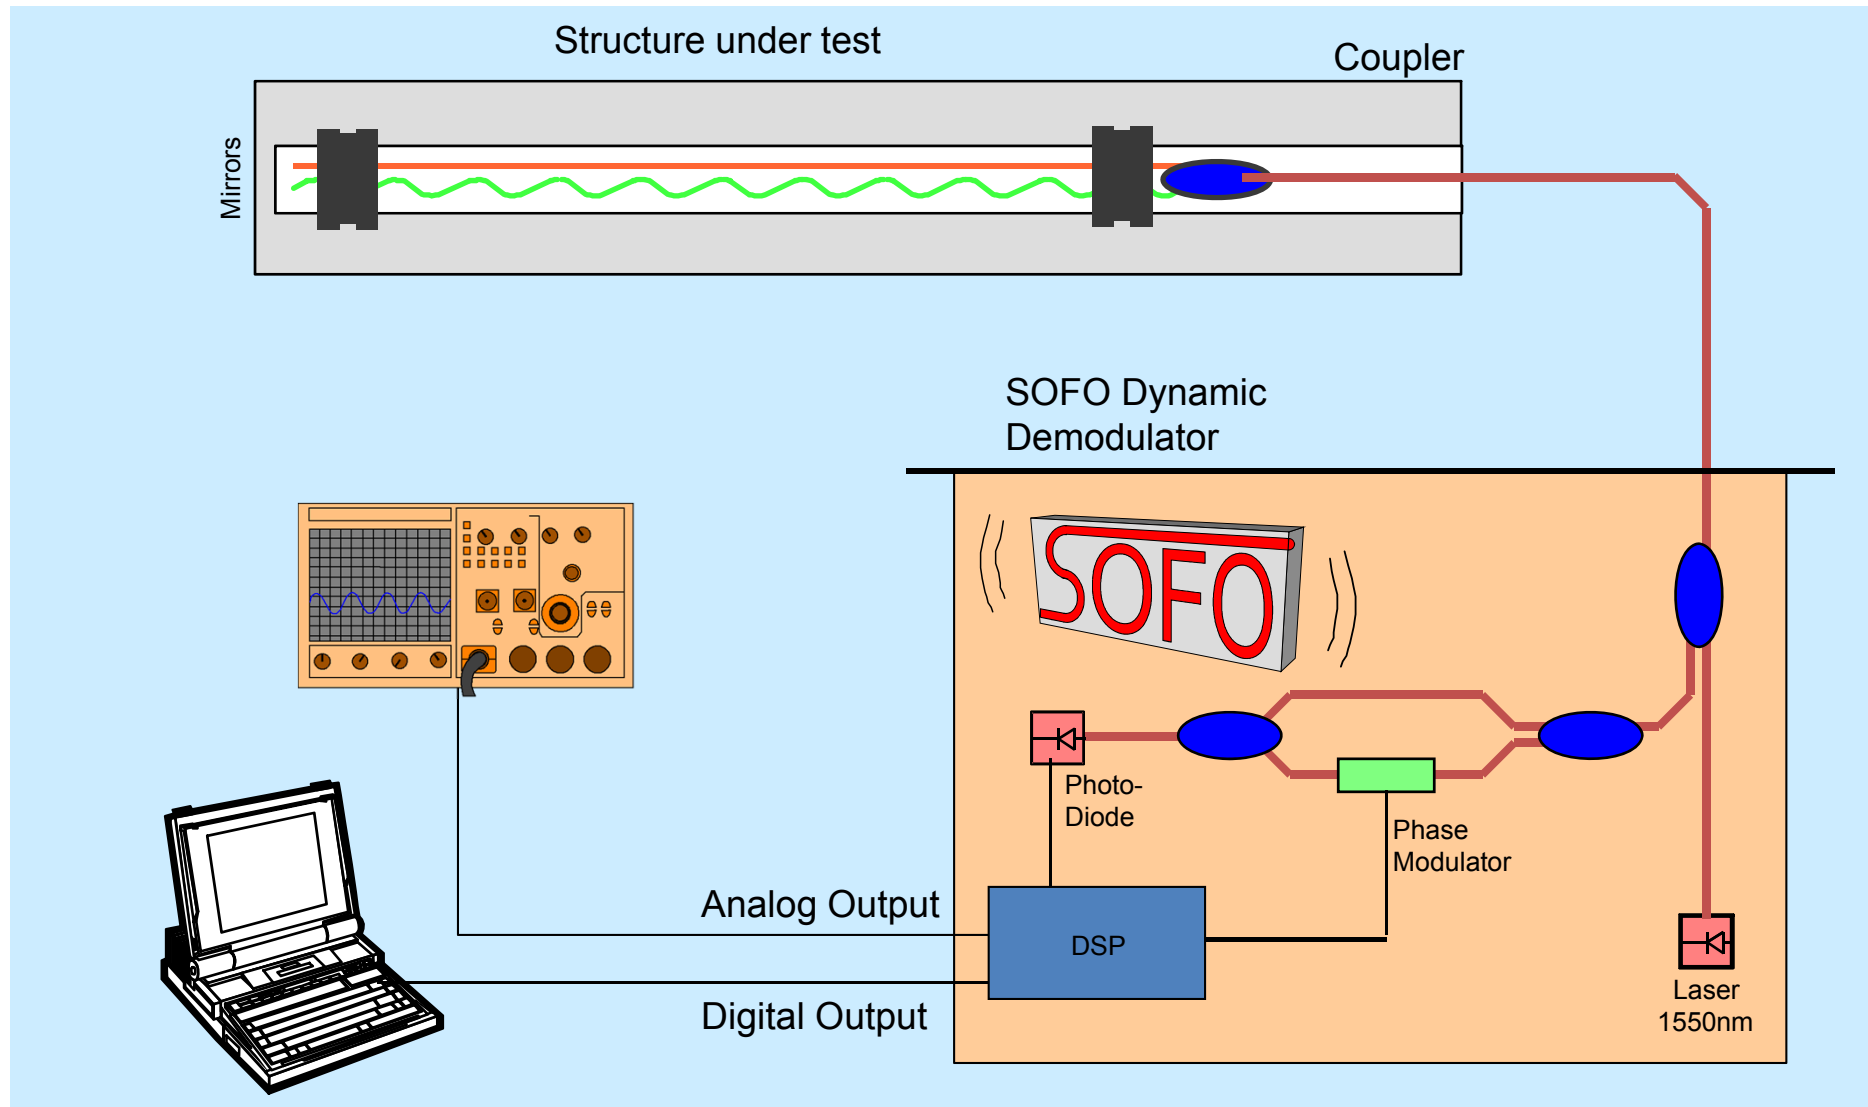 Structure under test
Coupler
Mirrors
SOFO Dynamic
Demodulator
SOFO
Photo-
Diode
Phase
Modulator
Analog Output
DSP
Digital Output
Laser
1550nm